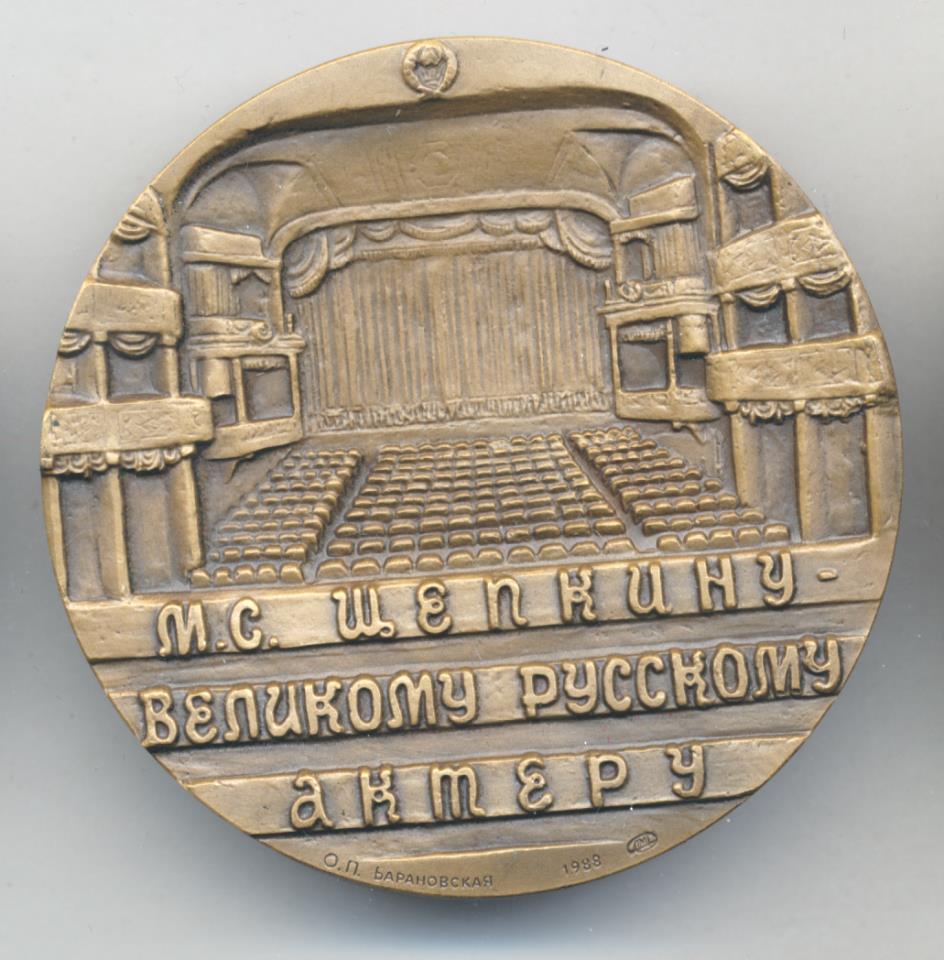 М.С. ЩЕПКИНУ -
ВЕЛИКОМУ РУССКОМУ
АКТЕРУ
О.П. БАРАНОВСКАЯ 1988